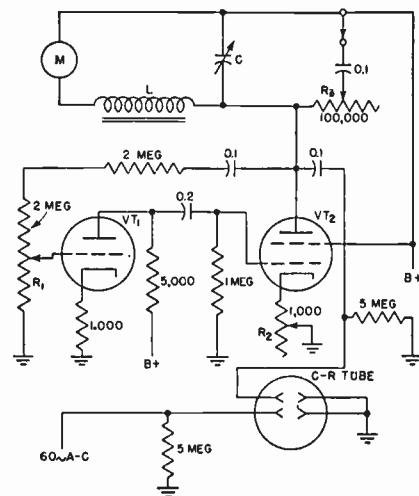 M
L
C
0.1
R3
100,000
2 MEG
0.1
0.1
2 MEG
VT1
0.2
VT2
R1
5,000
1 MEG
1,000
B+
1,000
R2
5 MEG
B+
C-R TUBE
60~A-C
5 MEG